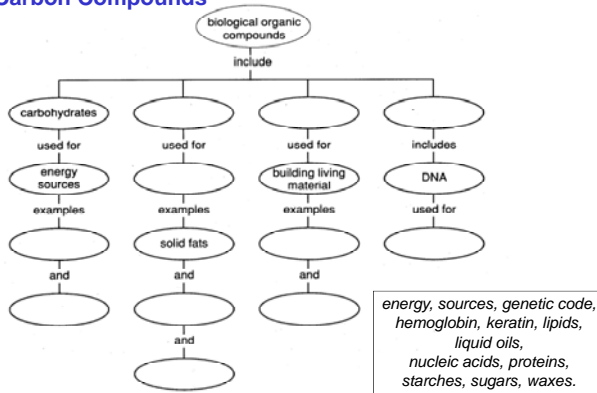 Carbon Compounds
biological organic
compounds
include
carbohydrates
used for
used for
used for
includes
energy
sources
building living
material
DNA
examples
examples
examples
used for
solid fats
and
and
and
and
energy, sources, genetic code,
hemoglobin, keratin, lipids,
liquid oils,
nucleic acids, proteins,
starches, sugars, waxes.